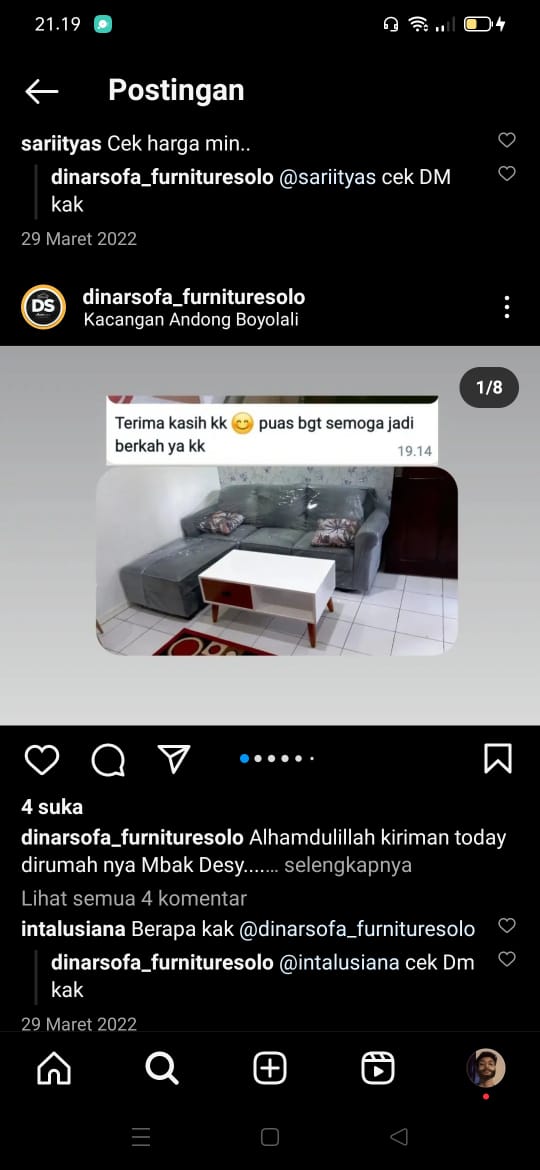 21.19
Postingan
sariityas Cek harga min..
dinarsofa_furnituresolo @sariityas cek DM
kak
29 Maret 2022
DS
dinarsofa_furnituresolo
Kacangan Andong Boyolali
1/8
Terima kasih kk 😊 puas bgt semoga jadi
berkah ya kk
19.14
4 suka
dinarsofa_furnituresolo Alhamdulillah kiriman today
dirumah nya Mbak Desy....... selengkapnya
Lihat semua 4 komentar
intalusiana Berapa kak @dinarsofa_furnituresolo
dinarsofa_furnituresolo @intalusiana cek Dm
kak
29 Maret 2022